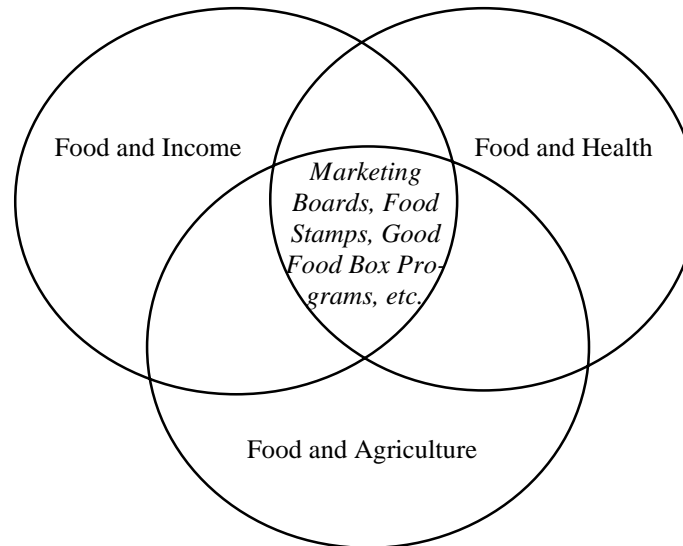 Food and Income
Food and Health
Marketing
Boards, Food
Stamps, Good
Food Box Pro-
grams, etc.
Food and Agriculture